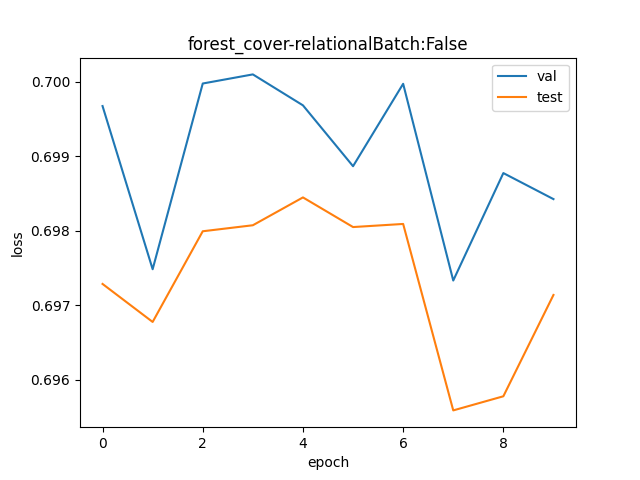 forest_cover-relationalBatch:False
val
test
0.700
0.699
0.698
0.697
0.696
loss
0 2 4 6 8
epoch